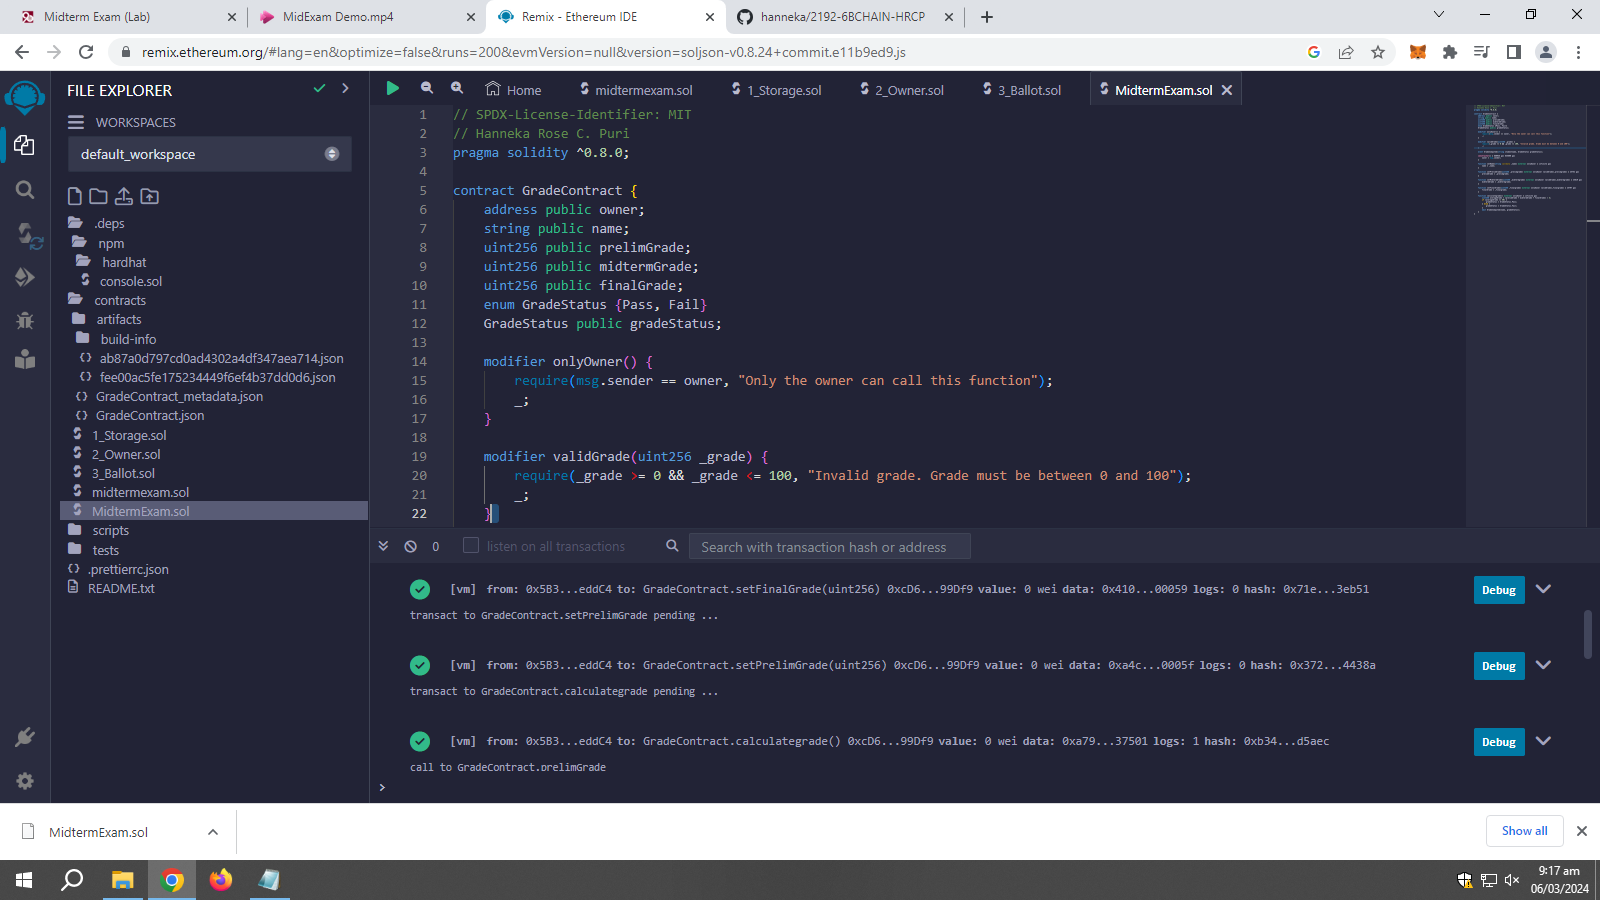 Midterm Exam (Lab)
MidExam Demo.mp4
Remix - Ethereum IDE
hanneka/2192-6BCHAIN-HRCP
remix.ethereum.org/#lang=en&optimize=false&runs=200&evmVersion=null&version=soljson-v0.8.24+commit.e11b9ed9.js
FILE EXPLORER
WORKSPACES
default_workspace
.deps
npm
hardhat
console.sol
contracts
artifacts
build-info
ab87a0d797cd0ad4302a4df347aea714.json
fee00ac5fe175234449f6ef4b37dd0d6.json
GradeContract_metadata.json
GradeContract.json
1_Storage.sol
2_Owner.sol
3_Ballot.sol
midtermexam.sol
MidtermExam.sol
scripts
tests
.prettierrc.json
README.txt
Home
midtermexam.sol
1_Storage.sol
2_Owner.sol
3_Ballot.sol
MidtermExam.sol
1 // SPDX-License-Identifier: MIT
2 // Hanneka Rose C. Puri
3 pragma solidity ^0.8.0;
4
5 contract GradeContract {
6 address public owner;
7 string public name;
8 uint256 public prelimGrade;
9 uint256 public midtermGrade;
10 uint256 public finalGrade;
11 enum GradeStatus {Pass, Fail}
12 GradeStatus public gradeStatus;
13
14 modifier onlyOwner() {
15 require(msg.sender == owner, "Only the owner can call this function");
16 _;
17 }
18
19 modifier validGrade(uint256 _grade) {
20 require(_grade >= 0 && _grade <= 100, "Invalid grade. Grade must be between 0 and 100");
21 _;
22 }
0
listen on all transactions
Search with transaction hash or address
[vm] from: 0x5B3...eddC4 to: GradeContract.setFinalGrade(uint256) 0xcD6...99Df9 value: 0 wei data: 0x410...00059 logs: 0 hash: 0x71e...3eb51
Debug
transact to GradeContract.setPrelimGrade pending ...
[vm] from: 0x5B3...eddC4 to: GradeContract.setPrelimGrade(uint256) 0xcD6...99Df9 value: 0 wei data: 0xa4c...0005f logs: 0 hash: 0x372...4438a
Debug
transact to GradeContract.calculategrade pending ...
[vm] from: 0x5B3...eddC4 to: GradeContract.calculategrade() 0xcD6...99Df9 value: 0 wei data: 0xa79...37501 logs: 1 hash: 0xb34...d5aec
Debug
call to GradeContract.prelimGrade
>
MidtermExam.sol
Show all
9:17 am
06/03/2024